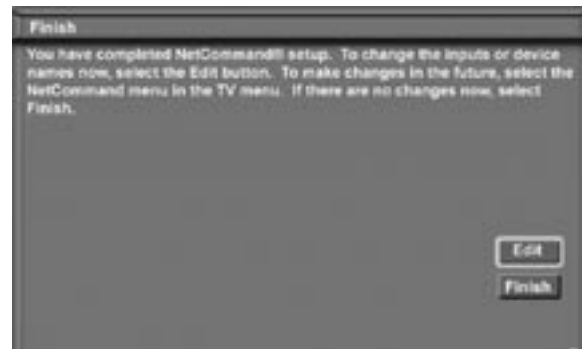 Finish
You have completed NetCommand® setup. To change the inputs or device
names now, select the Edit button. To make changes in the future, select the
NetCommand menu in the TV menu. If there are no changes now, select
Finish.
Edit
Finish